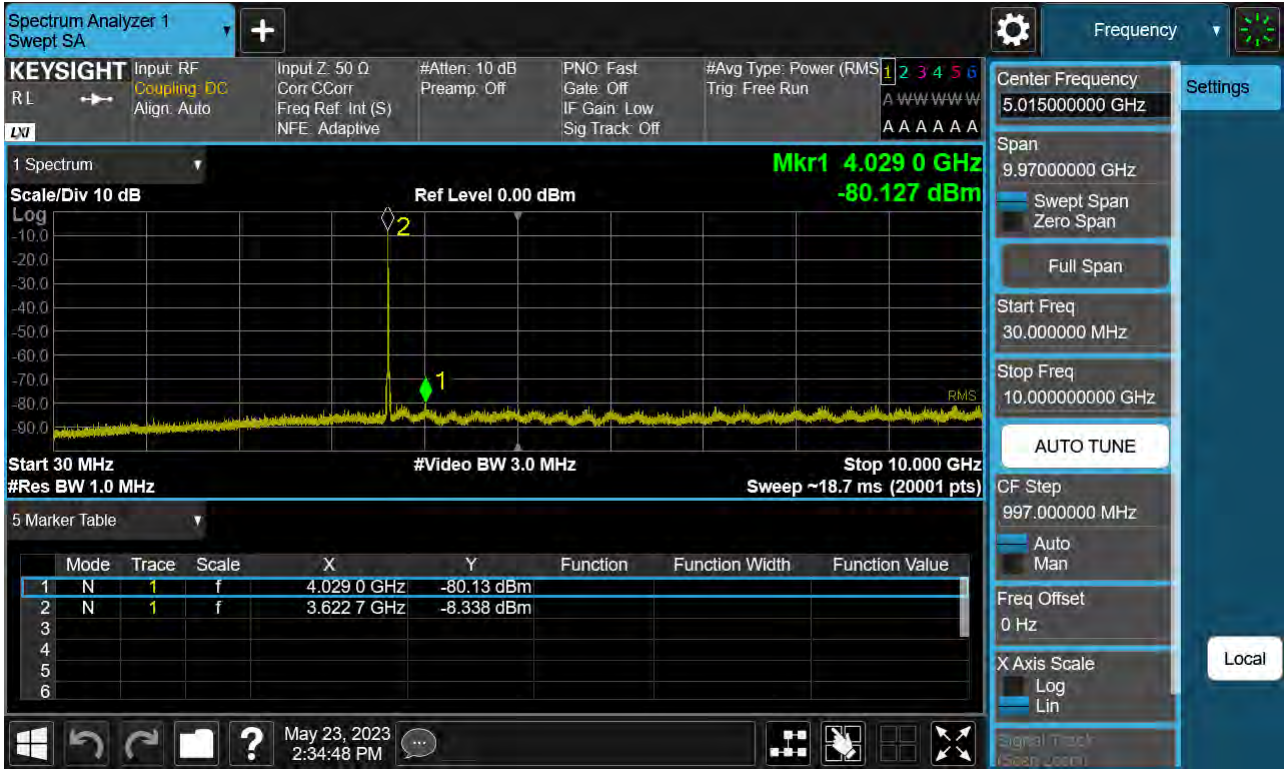 Spectrum Analyzer 1
Swept SA
+
Frequency
KEYSIGHT
RL
LXI
Input: RF
Coupling: DC
Align: Auto
Input Z: 50 Ω
Corr CCorr
Freq Ref: Int (S)
NFE: Adaptive
#Atten: 10 dB
Preamp: Off
PNO: Fast
Gate: Off
IF Gain: Low
Sig Track: Off
#Avg Type: Power (RMS
Trig: Free Run
1 2 3 4 5 6
A W W W W W
A A A A A A
1 Spectrum
Mkr1 4.029 0 GHz
Scale/Div 10 dB
Ref Level 0.00 dBm
-80.127 dBm
Log
2
-10.0
-20.0
-30.0
-40.0
-50.0
-60.0
-70.0
1
-80.0
RMS
-90.0
Start 30 MHz
#Video BW 3.0 MHz
Stop 10.000 GHz
#Res BW 1.0 MHz
Sweep ~18.7 ms (20001 pts)
5 Marker Table
Mode Trace Scale X Y Function Function Width Function Value
1 N 1 f 4.029 0 GHz -80.13 dBm
2 N 1 f 3.622 7 GHz -8.338 dBm
3
4
5
6
?
May 23, 2023
2:34:48 PM
Center Frequency
5.015000000 GHz
Settings
Span
9.97000000 GHz
Swept Span
Zero Span
Full Span
Start Freq
30.000000 MHz
Stop Freq
10.000000000 GHz
AUTO TUNE
CF Step
997.000000 MHz
Auto
Man
Freq Offset
0 Hz
X Axis Scale
Log
Lin
Local
Signal Track
(Span Zoom)